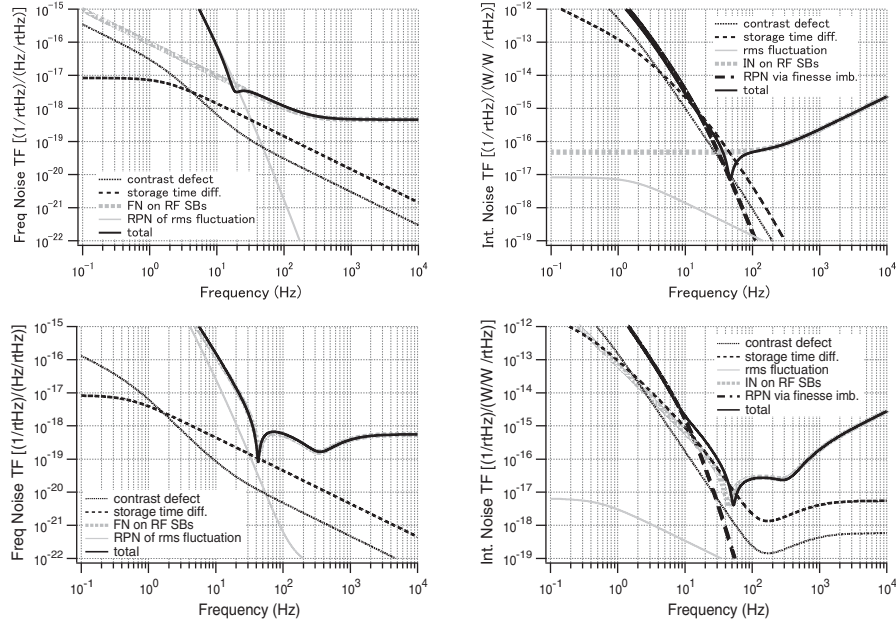 Freq Noise TF [(1/rtHz)/(Hz/rtHz)]
10^-15
10^-16
10^-17
10^-18
10^-19
10^-20
10^-21
10^-22
contrast defect
storage time diff.
FN on RF SBs
RPN of rms fluctuation
total
10^-1 10^0 10^1 10^2 10^3 10^4
Frequency (Hz)
Int. Noise TF [(1/rtHz)/(W/W /rtHz)]
10^-12
10^-13
10^-14
10^-15
10^-16
10^-17
10^-18
10^-19
contrast defect
storage time diff.
rms fluctuation
IN on RF SBs
RPN via finesse imb.
total
10^-1 10^0 10^1 10^2 10^3 10^4
Frequency (Hz)
Freq Noise TF [(1/rtHz)/(Hz/rtHz)]
10^-15
10^-16
10^-17
10^-18
10^-19
10^-20
10^-21
10^-22
contrast defect
storage time diff.
FN on RF SBs
RPN of rms fluctuation
total
10^-1 10^0 10^1 10^2 10^3 10^4
Frequency (Hz)
Int. Noise TF [(1/rtHz)/(W/W /rtHz)]
10^-12
10^-13
10^-14
10^-15
10^-16
10^-17
10^-18
10^-19
contrast defect
storage time diff.
rms fluctuation
IN on RF SBs
RPN via finesse imb.
total
10^-1 10^0 10^1 10^2 10^3 10^4
Frequency (Hz)